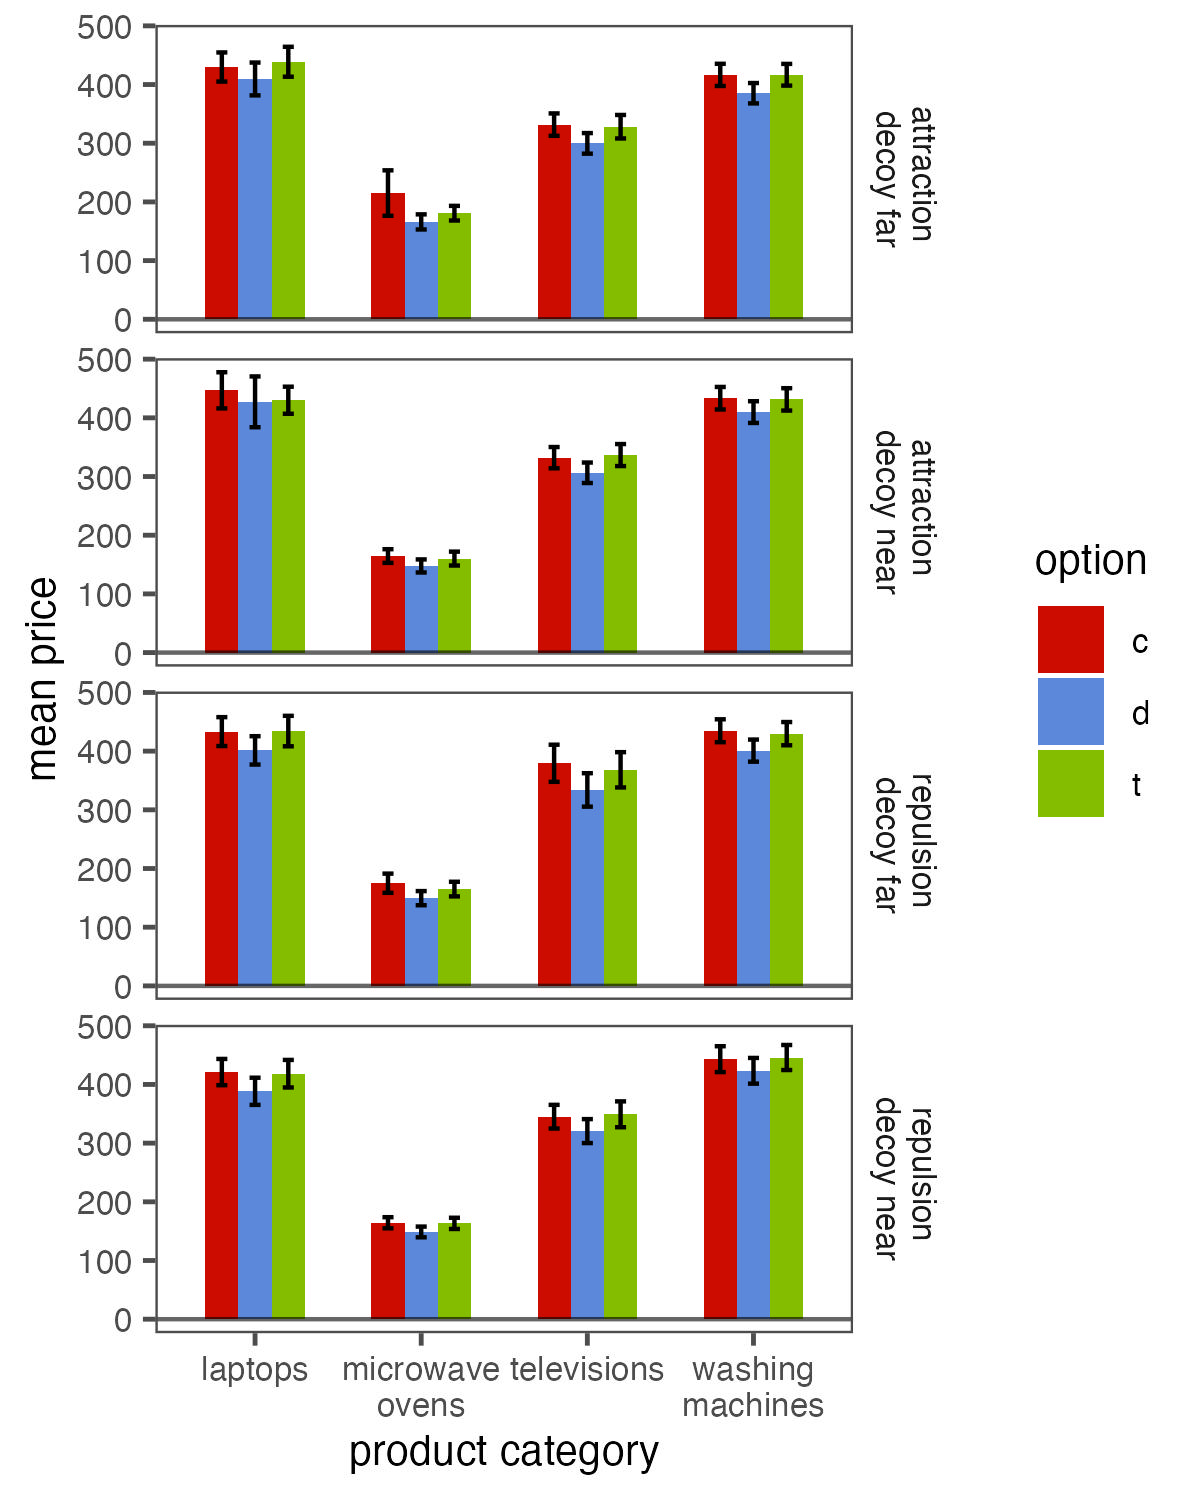 mean price
500
400
300
200
100
0
attraction
decoy far
500
400
300
200
100
0
attraction
decoy near
500
400
300
200
100
0
repulsion
decoy far
500
400
300
200
100
0
repulsion
decoy near
laptops
microwave
ovens
televisions
washing
machines
product category
option
c
d
t